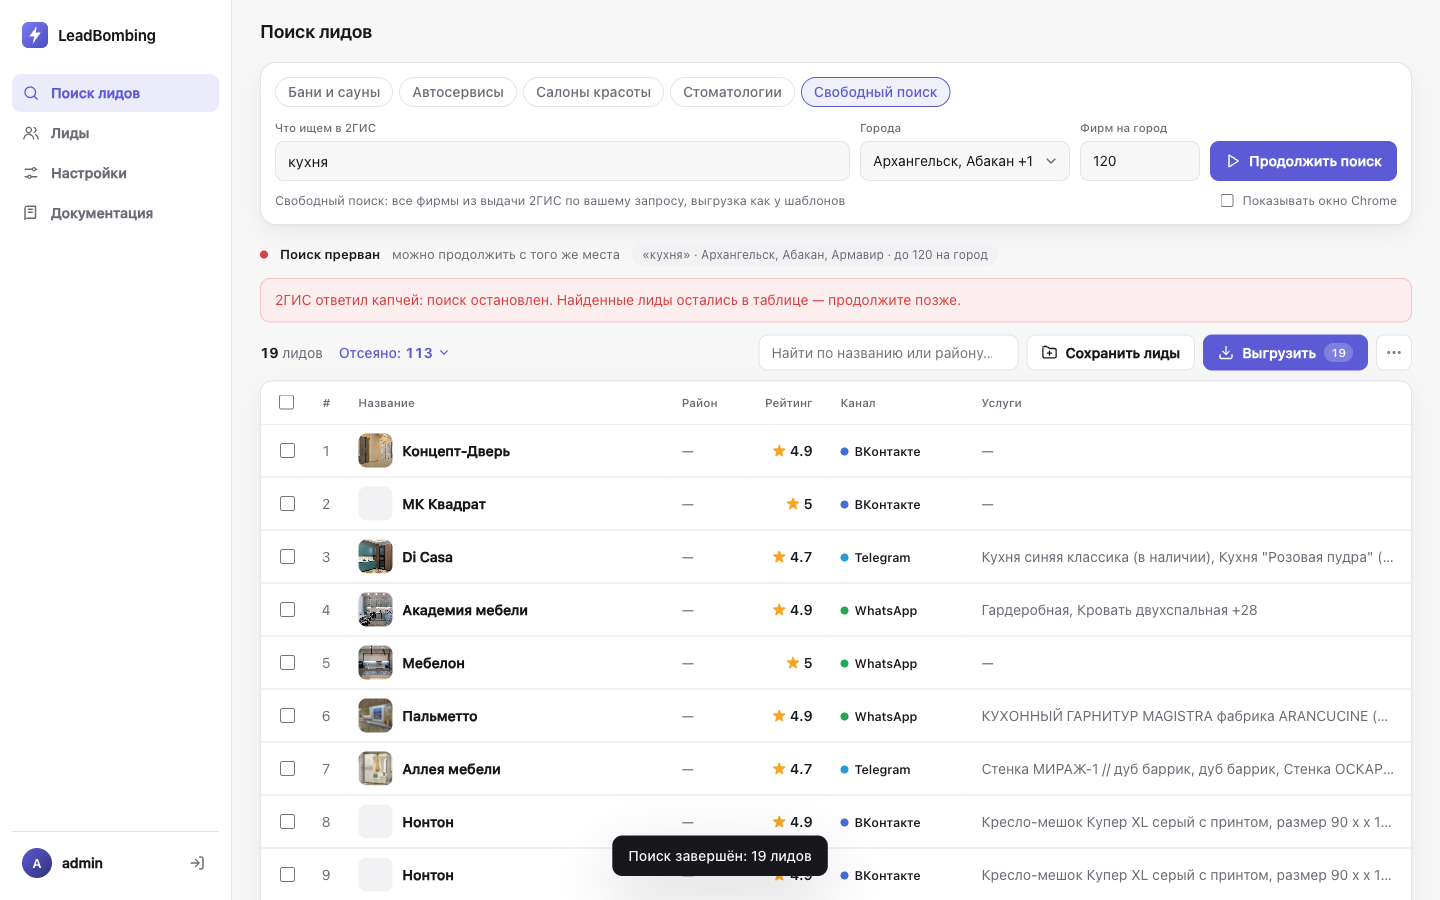 LeadBombing
Поиск лидов
Лиды
Настройки
Документация
A admin
Поиск лидов
Бани и сауны Автосервисы Салоны красоты Стоматологии Свободный поиск
Что ищем в 2ГИС Города Фирм на город
кухня Архангельск, Абакан +1 120 Продолжить поиск
Свободный поиск: все фирмы из выдачи 2ГИС по вашему запросу, выгрузка как у шаблонов Показывать окно Chrome
Поиск прерван можно продолжить с того же места «кухня» · Архангельск, Абакан, Армавир · до 120 на город
2ГИС ответил капчей: поиск остановлен. Найденные лиды остались в таблице — продолжите позже.
19 лидов Отсеяно: 113 Найти по названию или району... Сохранить лиды Выгрузить 19
# Название Район Рейтинг Канал Услуги
1 Концепт-Дверь — 4.9 ВКонтакте —
2 МК Квадрат — 5 ВКонтакте —
3 Di Casa — 4.7 Telegram Кухня синяя классика (в наличии), Кухня "Розовая пудра" (...
4 Академия мебели — 4.9 WhatsApp Гардеробная, Кровать двухспальная +28
5 Мебелон — 5 WhatsApp —
6 Пальметто — 4.9 WhatsApp КУХОННЫЙ ГАРНИТУР MAGISTRA фабрика ARANCUCINE (...
7 Аллея мебели — 4.7 Telegram Стенка МИРАЖ-1 // дуб баррик, дуб баррик, Стенка ОСКАР...
8 Нонтон — 4.9 ВКонтакте Кресло-мешок Купер XL серый с принтом, размер 90 x x 1...
9 Нонтон — 4.9 ВКонтакте Кресло-мешок Купер XL серый с принтом, размер 90 x x 1...
Поиск завершён: 19 лидов